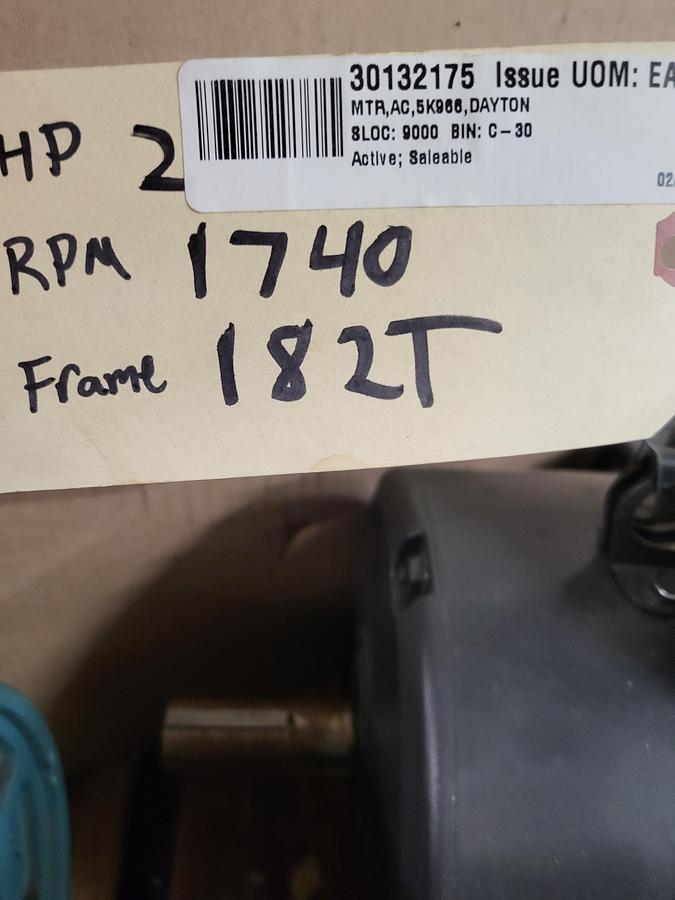 30132175 Issue UOM: EA
MTR,AC,5K966,DAYTON
SLOC: 9000 BIN: C-30
Active; Saleable
02/
HP 2
RPM 1740
Frame 182T